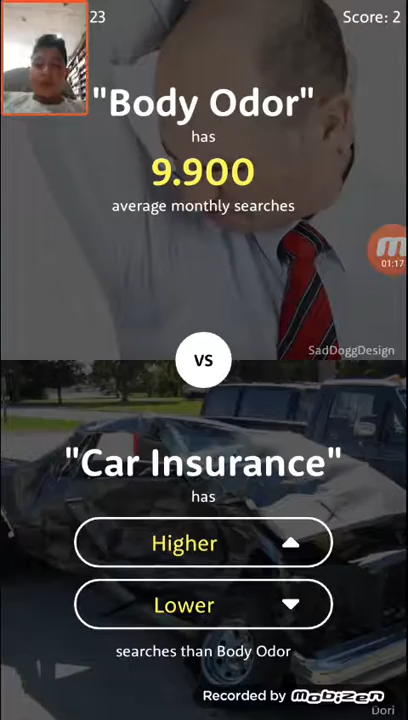 23
Score: 2
"Body Odor"
has
9.900
average monthly searches
01:17
SadDoggDesign
VS
"Car Insurance"
has
Higher
Lower
searches than Body Odor
Recorded by mobizen
Dori